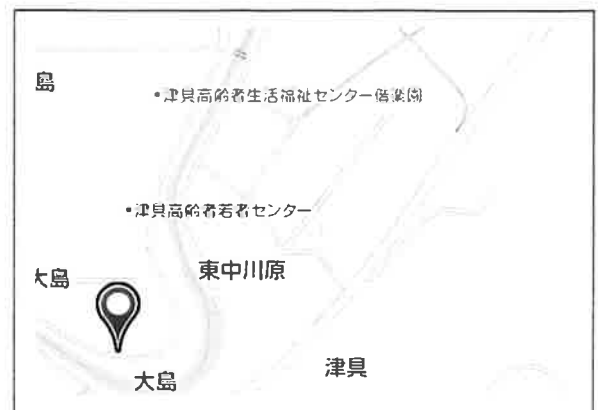 島
・津具高齢者生活福祉センター偕楽園
・津具高齢者若者センター
東中川原
大島
大島
津具